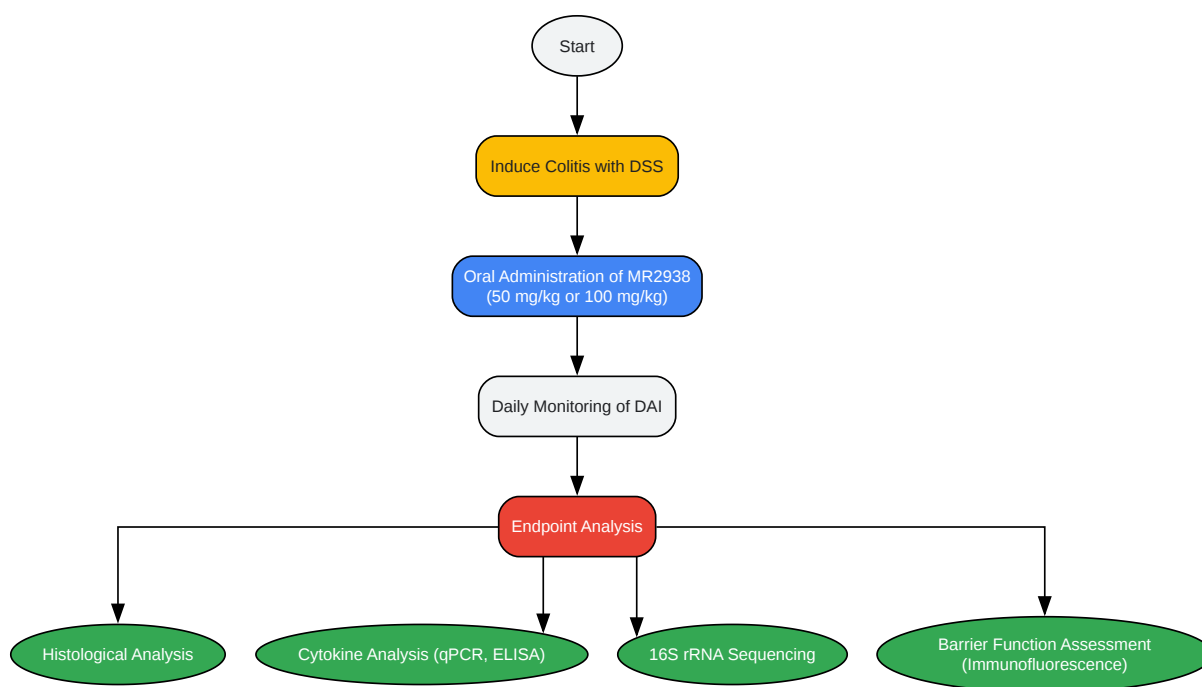 Start
Induce Colitis with DSS
Oral Administration of MR2938
(50 mg/kg or 100 mg/kg)
Daily Monitoring of DAI
Endpoint Analysis
Histological Analysis
Cytokine Analysis (qPCR, ELISA)
16S rRNA Sequencing
Barrier Function Assessment
(Immunofluorescence)